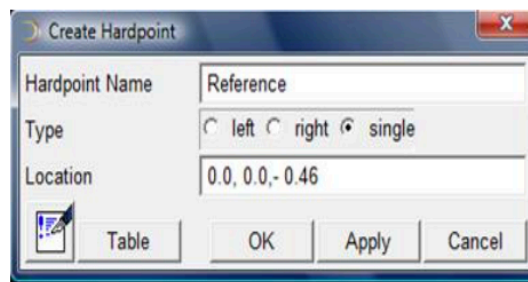 Create Hardpoint
Hardpoint Name Reference
Type left right single
Location 0.0, 0.0,- 0.46
Table OK Apply Cancel